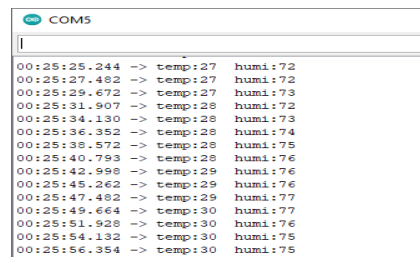 COM5
00:25:25.244 -> temp:27 humi:72
00:25:27.482 -> temp:27 humi:72
00:25:29.672 -> temp:27 humi:73
00:25:31.907 -> temp:28 humi:72
00:25:34.130 -> temp:28 humi:73
00:25:36.352 -> temp:28 humi:74
00:25:38.572 -> temp:28 humi:75
00:25:40.793 -> temp:28 humi:76
00:25:42.998 -> temp:29 humi:76
00:25:45.262 -> temp:29 humi:76
00:25:47.482 -> temp:29 humi:77
00:25:49.664 -> temp:30 humi:77
00:25:51.928 -> temp:30 humi:76
00:25:54.132 -> temp:30 humi:75
00:25:56.354 -> temp:30 humi:75